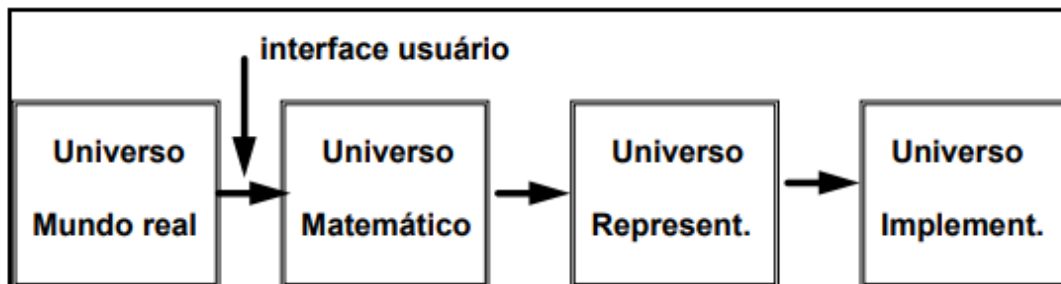 interface usuário
Universo
Mundo real
Universo
Matemático
Universo
Represent.
Universo
Implement.